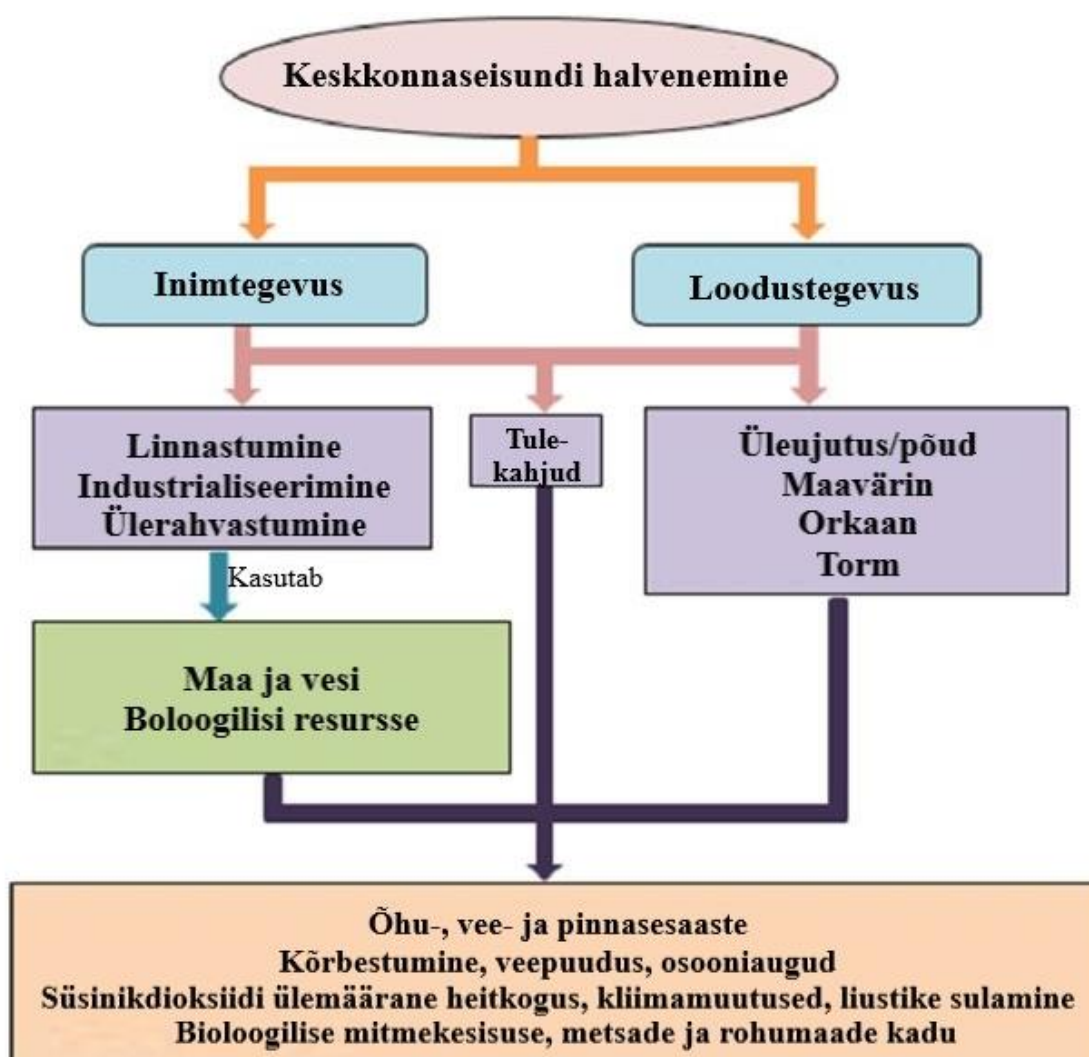 Keskkonnaseisundi halvenemine
Inimtegevus
Loodustegevus
Linnastumine
Industrialiseerimine
Ülerahvastumine
Tule-
kahjud
Üleujutus/põud
Maavärin
Orkaan
Torm
Kasutab
Maa ja vesi
Boloogilisi resursse
Õhu-, vee- ja pinnasesaaste
Kõrbestumine, veepuudus, osooniaugud
Süsinikdioksiidi ülemäärane heitkogus, kliimamuutused, liustike sulamine
Bioloogilise mitmekesisuse, metsade ja rohumaade kadu